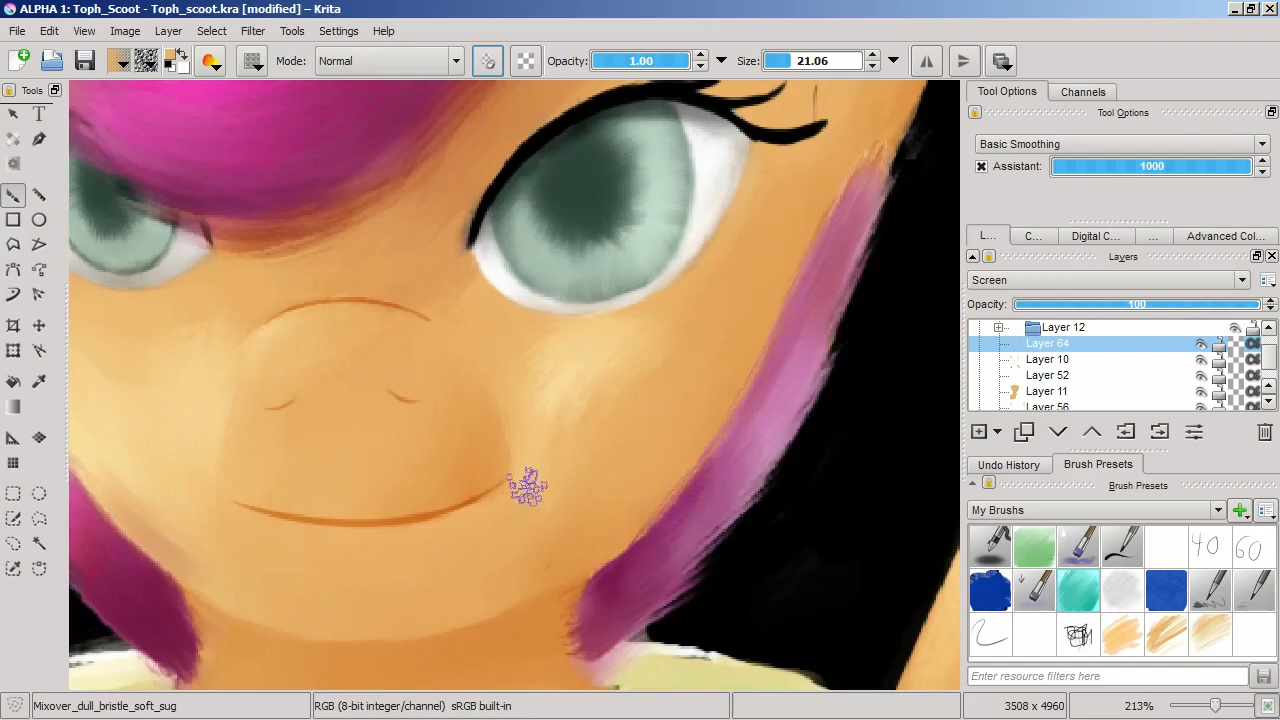 ALPHA 1: Toph_Scoot - Toph_scoot.kra [modified] – Krita
File Edit View Image Layer Select Filter Tools Settings Help
Mode: Normal Opacity: 1.00 Size: 21.06
Tools
T
Tool Options Channels
Tool Options
Basic Smoothing
Assistant: 1000
L... C... Digital C... ... Advanced Col...
Layers
Screen
Opacity: 100
Layer 12
Layer 64
Layer 10
Layer 52
Layer 11
Layer 56
Undo History Brush Presets
Brush Presets
My Brushes
40 60
Enter resource filters here
Mixover_dull_bristle_soft_sug RGB (8-bit integer/channel) sRGB built-in 3508 x 4960 213%